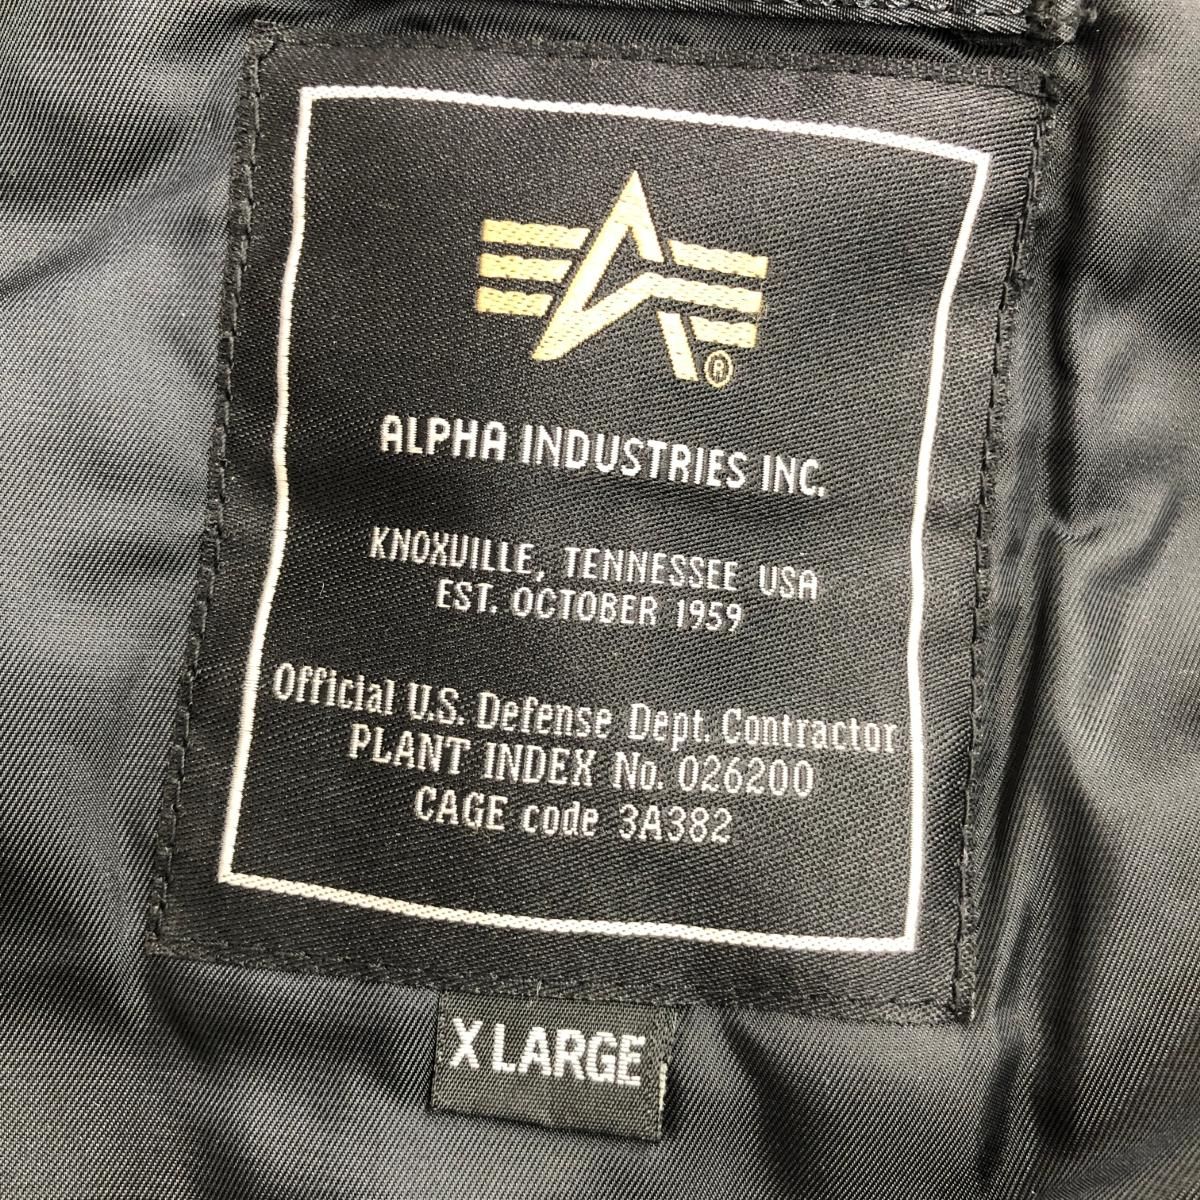 ®
ALPHA INDUSTRIES INC.
KNOXVILLE, TENNESSEE USA
EST. OCTOBER 1959
Official U.S. Defense Dept. Contractor
PLANT INDEX No. 026200
CAGE code 3A382
X LARGE